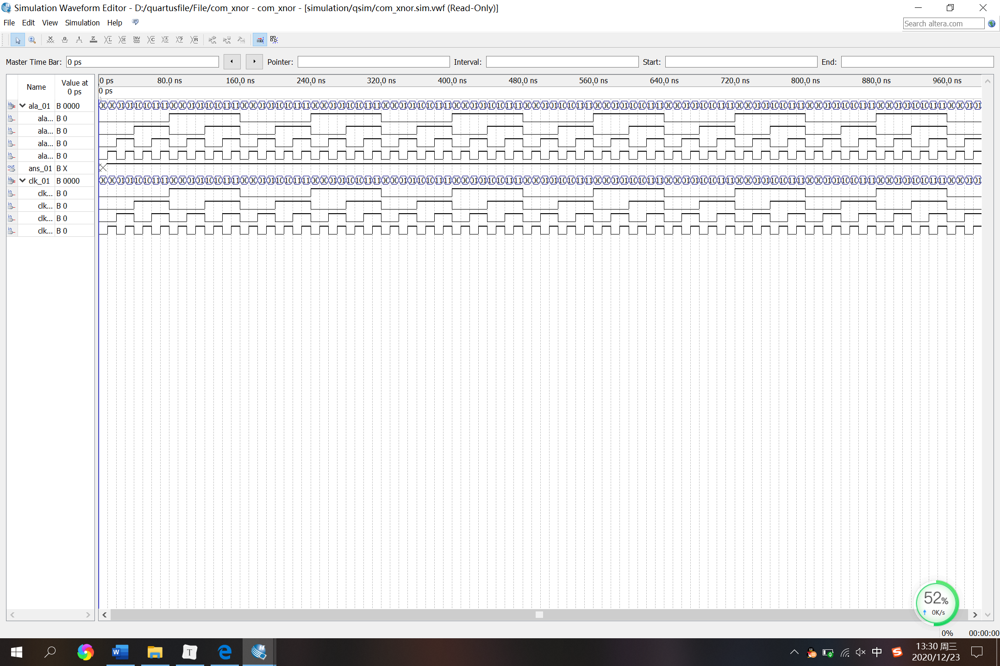 Simulation Waveform Editor - D:/quartusfile/File/com_xnor - com_xnor - [simulation/qsim/com_xnor.sim.vwf (Read-Only)]
File Edit View Simulation Help
Search altera.com
Master Time Bar: 0 ps Pointer: Interval: Start: End:
Name Value at 0 ps
0 ps 80.0 ns 160.0 ns 240.0 ns 320.0 ns 400.0 ns 480.0 ns 560.0 ns 640.0 ns 720.0 ns 800.0 ns 880.0 ns 960.0 ns
0 ps
ala_01 B 0000
ala... B 0
ala... B 0
ala... B 0
ala... B 0
ans_01 B X
clk_01 B 0000
clk... B 0
clk... B 0
clk... B 0
clk... B 0
52%
0K/s
0% 00:00:00
中
13:30 周三
2020/12/23